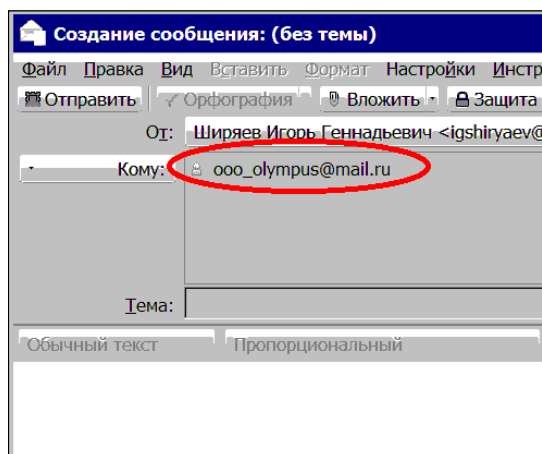 Создание сообщения: (без темы)
Файл Правка Вид Вставить Формат Настройки Инстр
Отправить Орфография Вложить Защита
От: Ширяев Игорь Геннадьевич <igshiryaev@
Кому: ooo_olympus@mail.ru
Тема:
Обычный текст Пропорциональный